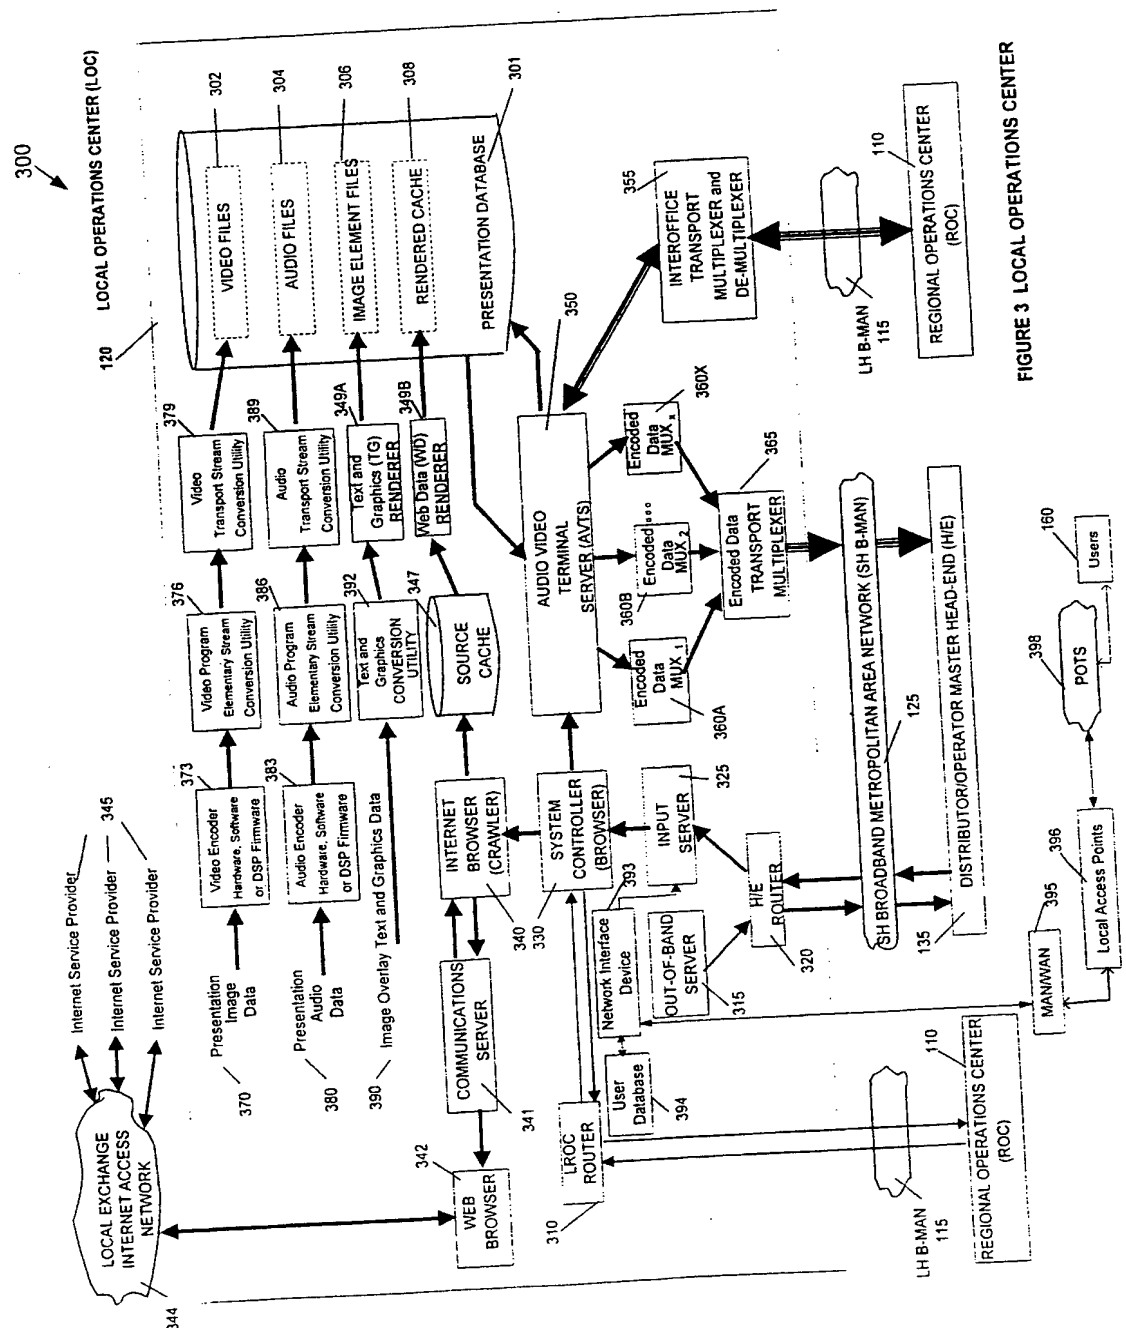 300
LOCAL OPERATIONS CENTER (LOC)
120
LOCAL EXCHANGE
INTERNET ACCESS
NETWORK
344
Internet Service Provider
Internet Service Provider
Internet Service Provider
345
Presentation
Image
Data
370
Video Encoder
Hardware, Software
or DSP Firmware
373
Video Program
Elementary Stream
Conversion Utility
376
Video
Transport Stream
Conversion Utility
379
VIDEO FILES
302
Presentation
Audio
Data
380
Audio Encoder
Hardware, Software
or DSP Firmware
383
Audio Program
Elementary Stream
Conversion Utility
386
Audio
Transport Stream
Conversion Utility
389
AUDIO FILES
304
390
Image Overlay Text and Graphics Data
Text and
Graphics
CONVERSION
UTILITY
392
Text and
Graphics (TG)
RENDERER
349A
IMAGE ELEMENT FILES
306
WEB
BROWSER
342
COMMUNICATIONS
SERVER
341
INTERNET
BROWSER
(CRAWLER)
340
SOURCE
CACHE
347
Web Data (WD)
RENDERER
349B
RENDERED CACHE
308
PRESENTATION DATABASE
301
LROC
ROUTER
310
SYSTEM
CONTROLLER
(BROWSER)
330
AUDIO VIDEO
TERMINAL
SERVER (AVTS)
350
User
Database
394
Network Interface
Device
393
INPUT
SERVER
325
OUT-OF-BAND
SERVER
315
H/E
ROUTER
320
Encoded
Data
MUX 1
360A
Encoded
Data
MUX 2
360B
...
Encoded
Data
MUX x
360X
Encoded Data
TRANSPORT
MULTIPLEXER
365
INTEROFFICE
TRANSPORT
MULTIPLEXER and
DE-MULTIPLEXER
355
LH B-MAN
115
REGIONAL OPERATIONS CENTER
(ROC)
110
SH BROADBAND METROPOLITAN AREA NETWORK (SH B-MAN)
125
DISTRIBUTOR/OPERATOR MASTER HEAD-END (H/E)
135
LH B-MAN
115
REGIONAL OPERATIONS CENTER
(ROC)
110
MAN/WAN
395
Local Access Points
396
POTS
398
Users
160
FIGURE 3 LOCAL OPERATIONS CENTER